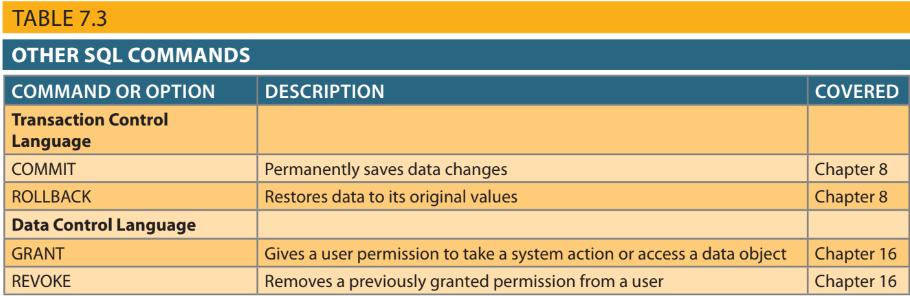 TABLE 7.3
OTHER SQL COMMANDS
COMMAND OR OPTION DESCRIPTION COVERED
Transaction Control
Language
COMMIT Permanently saves data changes Chapter 8
ROLLBACK Restores data to its original values Chapter 8
Data Control Language
GRANT Gives a user permission to take a system action or access a data object Chapter 16
REVOKE Removes a previously granted permission from a user Chapter 16